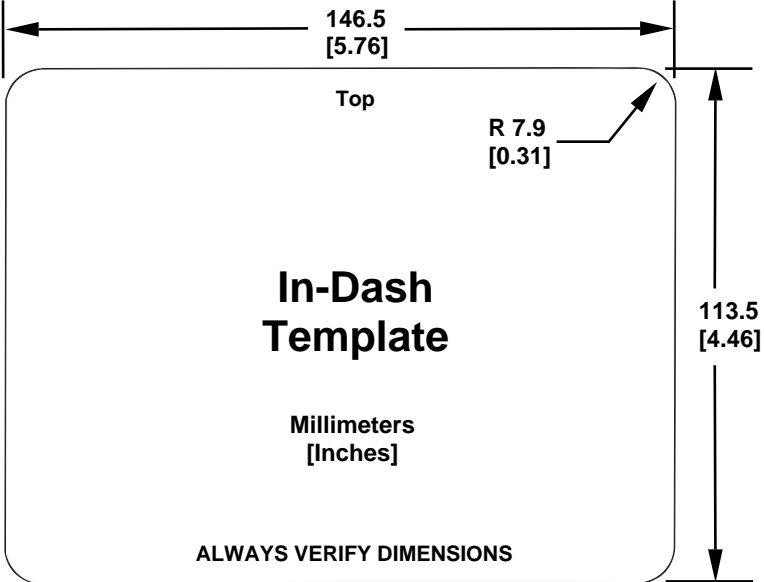 146.5
[5.76]
Top
R 7.9
[0.31]
In-Dash
Template
113.5
[4.46]
Millimeters
[Inches]
ALWAYS VERIFY DIMENSIONS